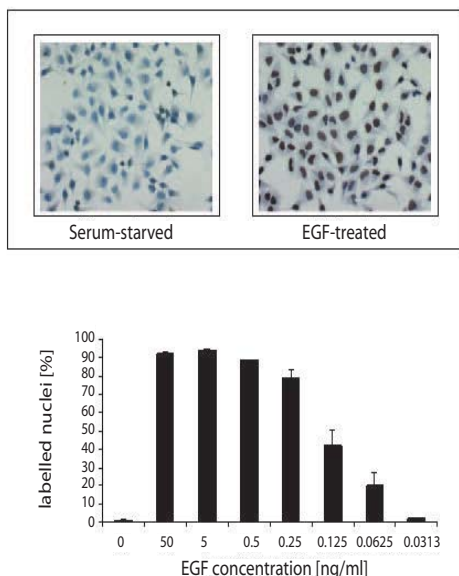 Serum-starved EGF-treated
labelled nuclei [%]
100
90
80
70
60
50
40
30
20
10
0
0 50 5 0.5 0.25 0.125 0.0625 0.0313
EGF concentration [ng/ml]